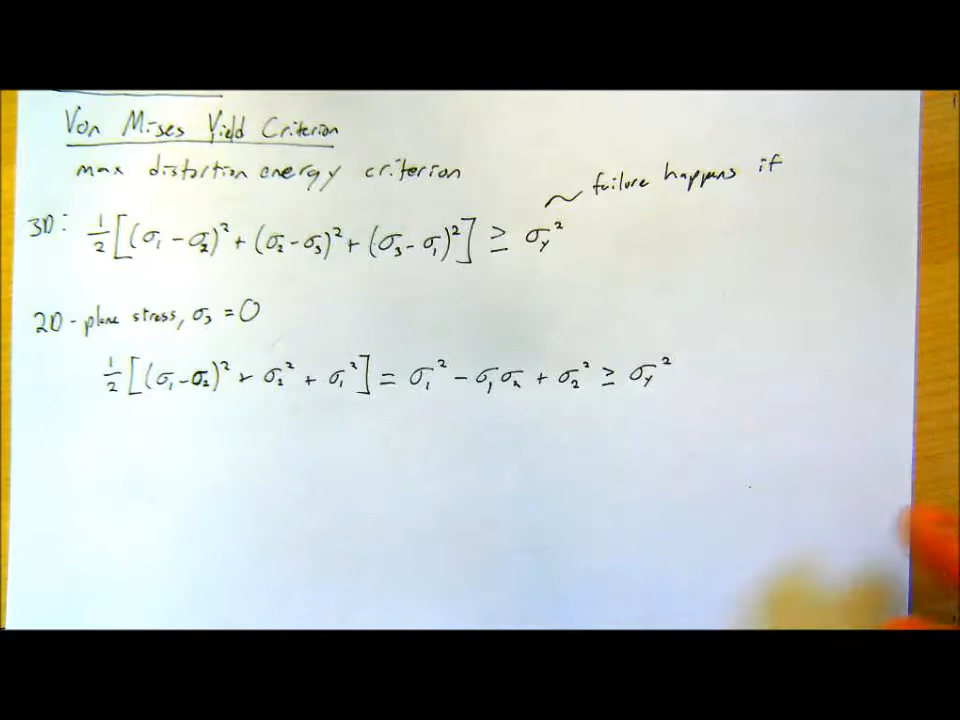 Von Mises Yield Criterion
max distortion energy criterion
failure happens if
3D: ½[(σ₁ - σ₂)² + (σ₂ - σ₃)² + (σ₃ - σ₁)²] ≥ σ_y²
2D - plane stress, σ₃ = 0
½[(σ₁ - σ₂)² + σ₂² + σ₁²] = σ₁² - σ₁σ₂ + σ₂² ≥ σ_y²